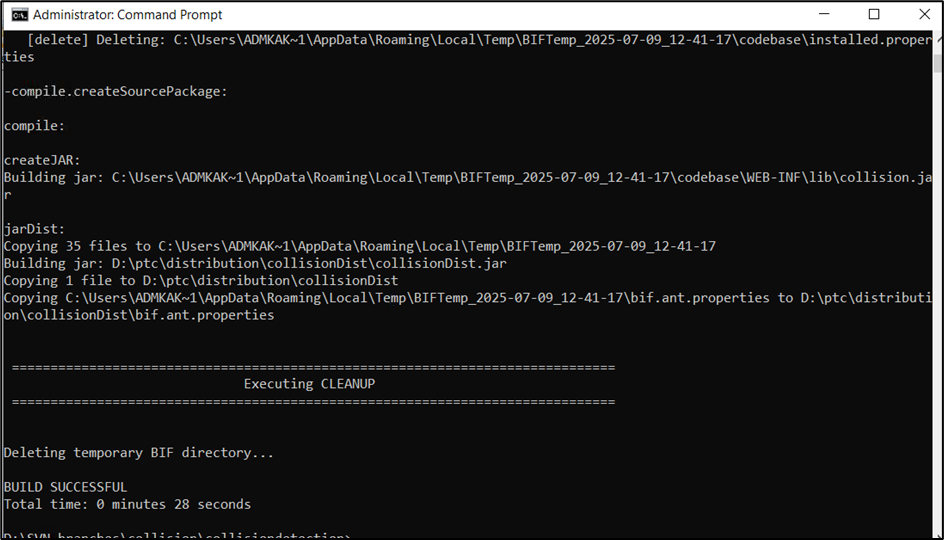 Administrator: Command Prompt
[delete] Deleting: C:\Users\ADMKAK~1\AppData\Roaming\Local\Temp\BIFTemp_2025-07-09_12-41-17\codebase\installed.proper
ties
-compile.createSourcePackage:
compile:
createJAR:
Building jar: C:\Users\ADMKAK~1\AppData\Roaming\Local\Temp\BIFTemp_2025-07-09_12-41-17\codebase\WEB-INF\lib\collision.ja
r
jarDist:
Copying 35 files to C:\Users\ADMKAK~1\AppData\Roaming\Local\Temp\BIFTemp_2025-07-09_12-41-17
Building jar: D:\ptc\distribution\collisionDist\collisionDist.jar
Copying 1 file to D:\ptc\distribution\collisionDist
Copying C:\Users\ADMKAK~1\AppData\Roaming\Local\Temp\BIFTemp_2025-07-09_12-41-17\bif.ant.properties to D:\ptc\distributi
on\collisionDist\bif.ant.properties
==============================================================================
Executing CLEANUP
==============================================================================
Deleting temporary BIF directory...
BUILD SUCCESSFUL
Total time: 0 minutes 28 seconds
D:\SVN_branches\collision\collisiondetection>